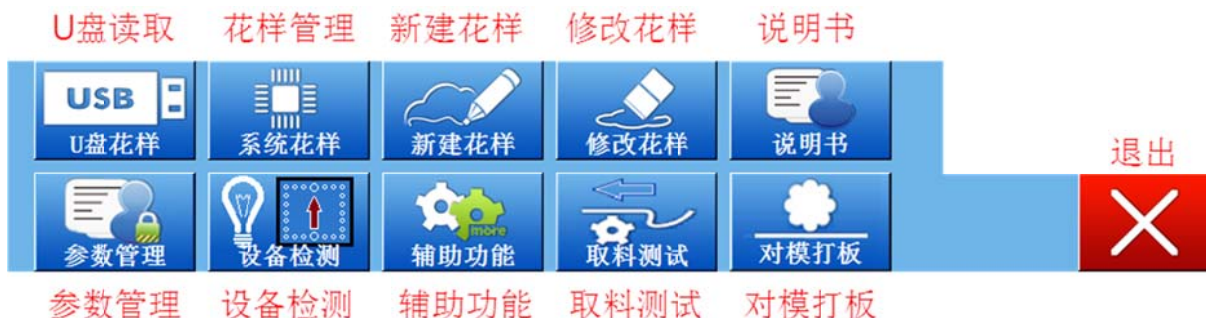 U盘读取 花样管理 新建花样 修改花样 说明书
USB
U盘花样 系统花样 新建花样 修改花样 说明书
退出
more
参数管理 设备检测 辅助功能 取料测试 对模打板
参数管理 设备检测 辅助功能 取料测试 对模打板